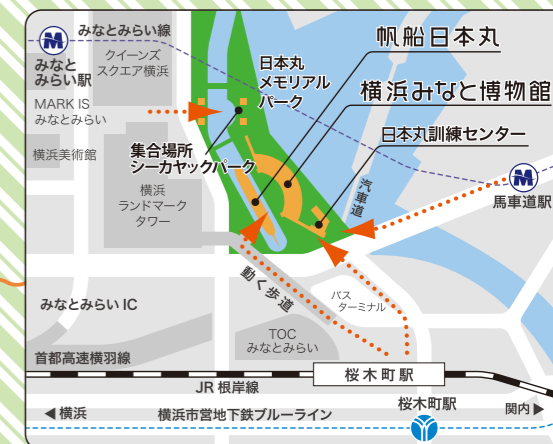 みなとみらい線
M
みなと
みらい駅
クイーンズ
スクエア横浜
日本丸
メモリアル
パーク
帆船日本丸
横浜みなと博物館
日本丸訓練センター
MARK IS
みなとみらい
横浜美術館
集合場所
シーカヤックパーク
横浜
ランドマーク
タワー
汽車道
M
馬車道駅
動く歩道
バス
ターミナル
みなとみらい IC
TOC
みなとみらい
首都高速横羽線
桜木町駅
JR 根岸線
◀ 横浜
横浜市営地下鉄ブルーライン
桜木町駅
関内 ▶